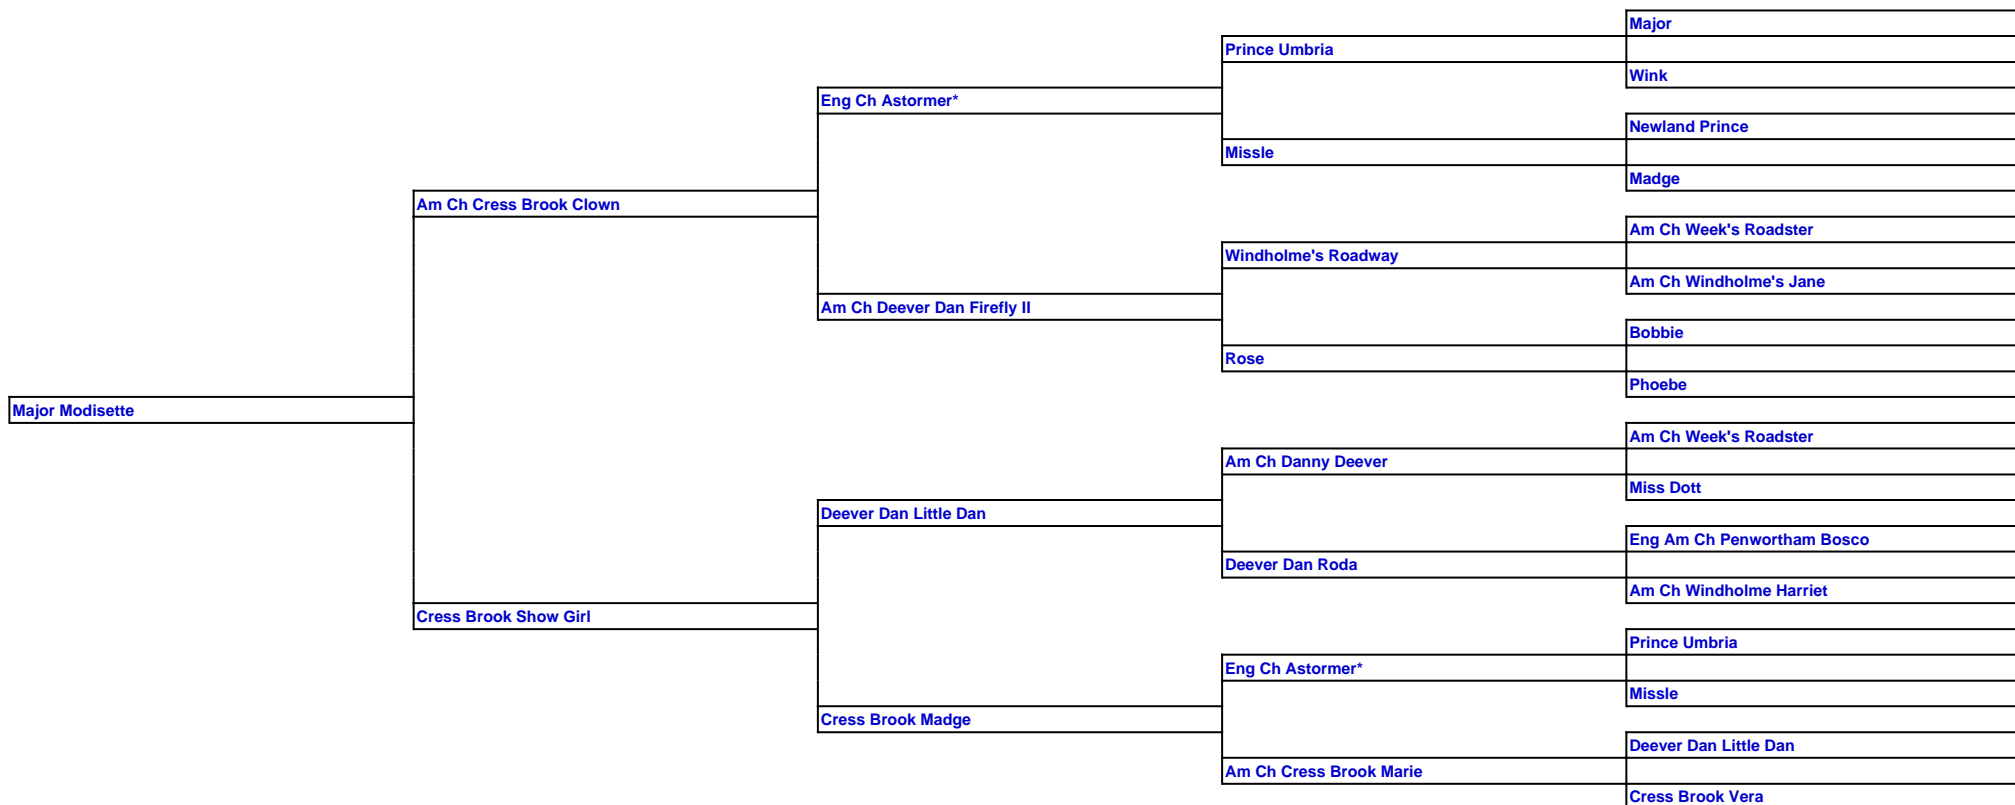 Major
Prince Umbria
Wink
Eng Ch Astormer*
Newland Prince
Missle
Madge
Am Ch Cress Brook Clown
Am Ch Week's Roadster
Windholme's Roadway
Am Ch Windholme's Jane
Am Ch Deever Dan Firefly II
Bobbie
Rose
Phoebe
Major Modisette
Am Ch Week's Roadster
Am Ch Danny Deever
Miss Dott
Deever Dan Little Dan
Eng Am Ch Penwortham Bosco
Deever Dan Roda
Am Ch Windholme Harriet
Cress Brook Show Girl
Prince Umbria
Eng Ch Astormer*
Missle
Cress Brook Madge
Deever Dan Little Dan
Am Ch Cress Brook Marie
Cress Brook Vera